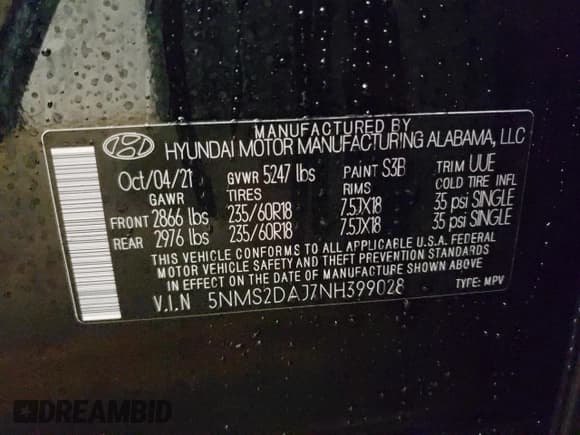 MANUFACTURED BY
HYUNDAI MOTOR MANUFACTURING ALABAMA, LLC
Oct/04/21 GVWR 5247 lbs PAINT S3B TRIM UUE
GAWR TIRES RIMS COLD TIRE INFL
FRONT 2866 lbs 235/60R18 7.5JX18 35 psi SINGLE
REAR 2976 lbs 235/60R18 7.5JX18 35 psi SINGLE
THIS VEHICLE CONFORMS TO ALL APPLICABLE U.S.A. FEDERAL
MOTOR VEHICLE SAFETY AND THEFT PREVENTION STANDARDS
IN EFFECT ON THE DATE OF MANUFACTURE SHOWN ABOVE.
V.I.N 5NMS2DAJ7NH399028 TYPE: MPV
DREAMBID